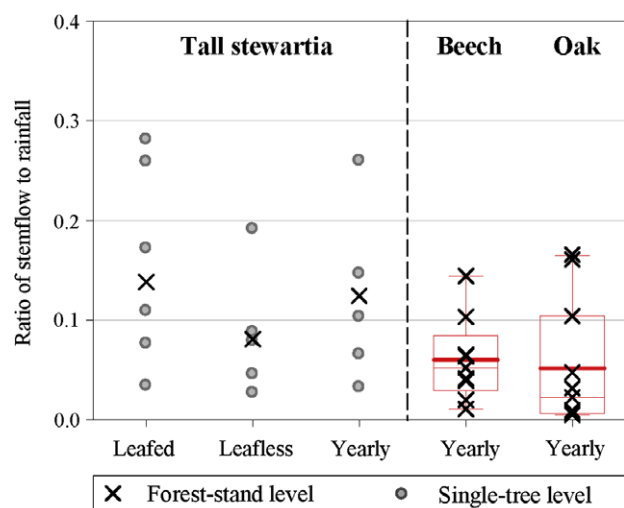 0.4
Tall stewartia Beech Oak
0.3
0.2
0.1
0.0
Ratio of stemflow to rainfall
Leafed Leafless Yearly Yearly Yearly
Forest-stand level Single-tree level